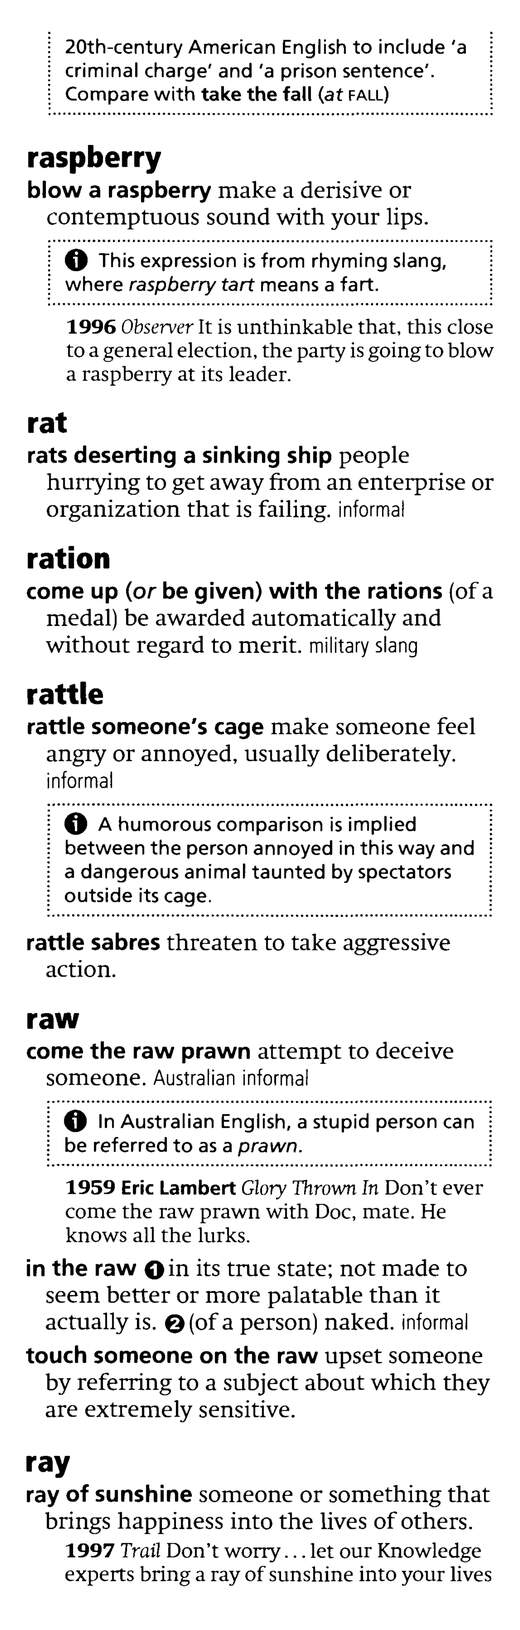 20th-century American English to include ‘a
criminal charge’ and ‘a prison sentence’.
Compare with take the fall (at FALL)
raspberry
blow a raspberry make a derisive or
contemptuous sound with your lips.
i This expression is from rhyming slang,
where raspberry tart means a fart.
1996 Observer It is unthinkable that, this close
to a general election, the party is going to blow
a raspberry at its leader.
rat
rats deserting a sinking ship people
hurrying to get away from an enterprise or
organization that is failing. informal
ration
come up (or be given) with the rations (of a
medal) be awarded automatically and
without regard to merit. military slang
rattle
rattle someone's cage make someone feel
angry or annoyed, usually deliberately.
informal
i A humorous comparison is implied
between the person annoyed in this way and
a dangerous animal taunted by spectators
outside its cage.
rattle sabres threaten to take aggressive
action.
raw
come the raw prawn attempt to deceive
someone. Australian informal
i In Australian English, a stupid person can
be referred to as a prawn.
1959 Eric Lambert Glory Thrown In Don't ever
come the raw prawn with Doc, mate. He
knows all the lurks.
in the raw ❶ in its true state; not made to
seem better or more palatable than it
actually is. ❷ (of a person) naked. informal
touch someone on the raw upset someone
by referring to a subject about which they
are extremely sensitive.
ray
ray of sunshine someone or something that
brings happiness into the lives of others.
1997 Trail Don't worry...let our Knowledge
experts bring a ray of sunshine into your lives